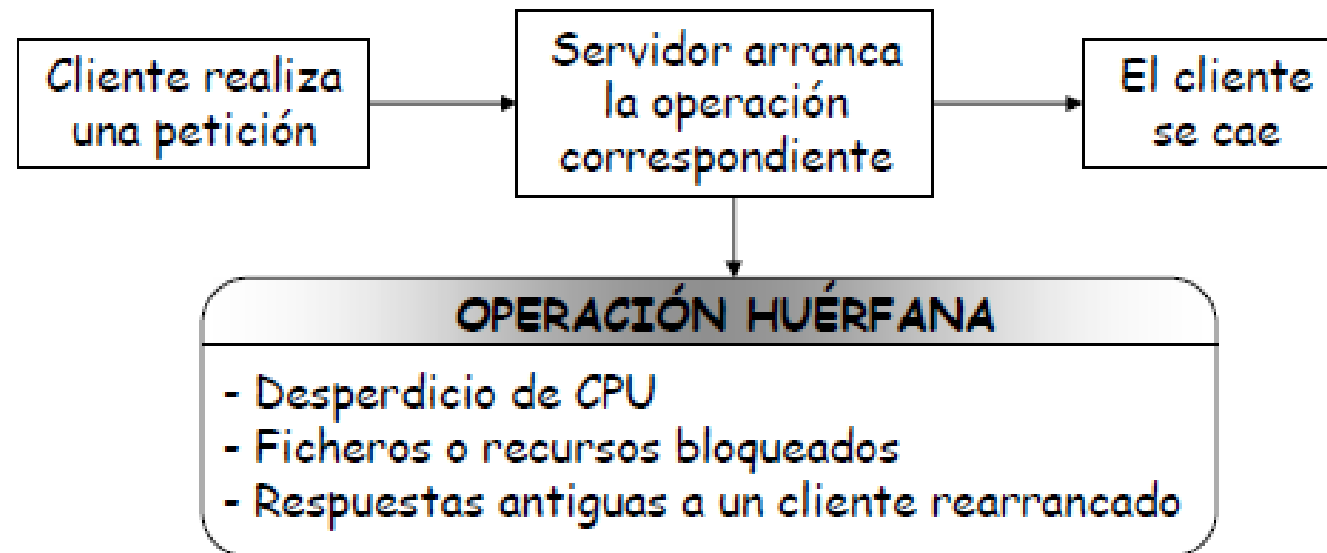 Cliente realiza
una petición
Servidor arranca
la operación
correspondiente
El cliente
se cae
OPERACIÓN HUÉRFANA
- Desperdicio de CPU
- Ficheros o recursos bloqueados
- Respuestas antiguas a un cliente rearrancado